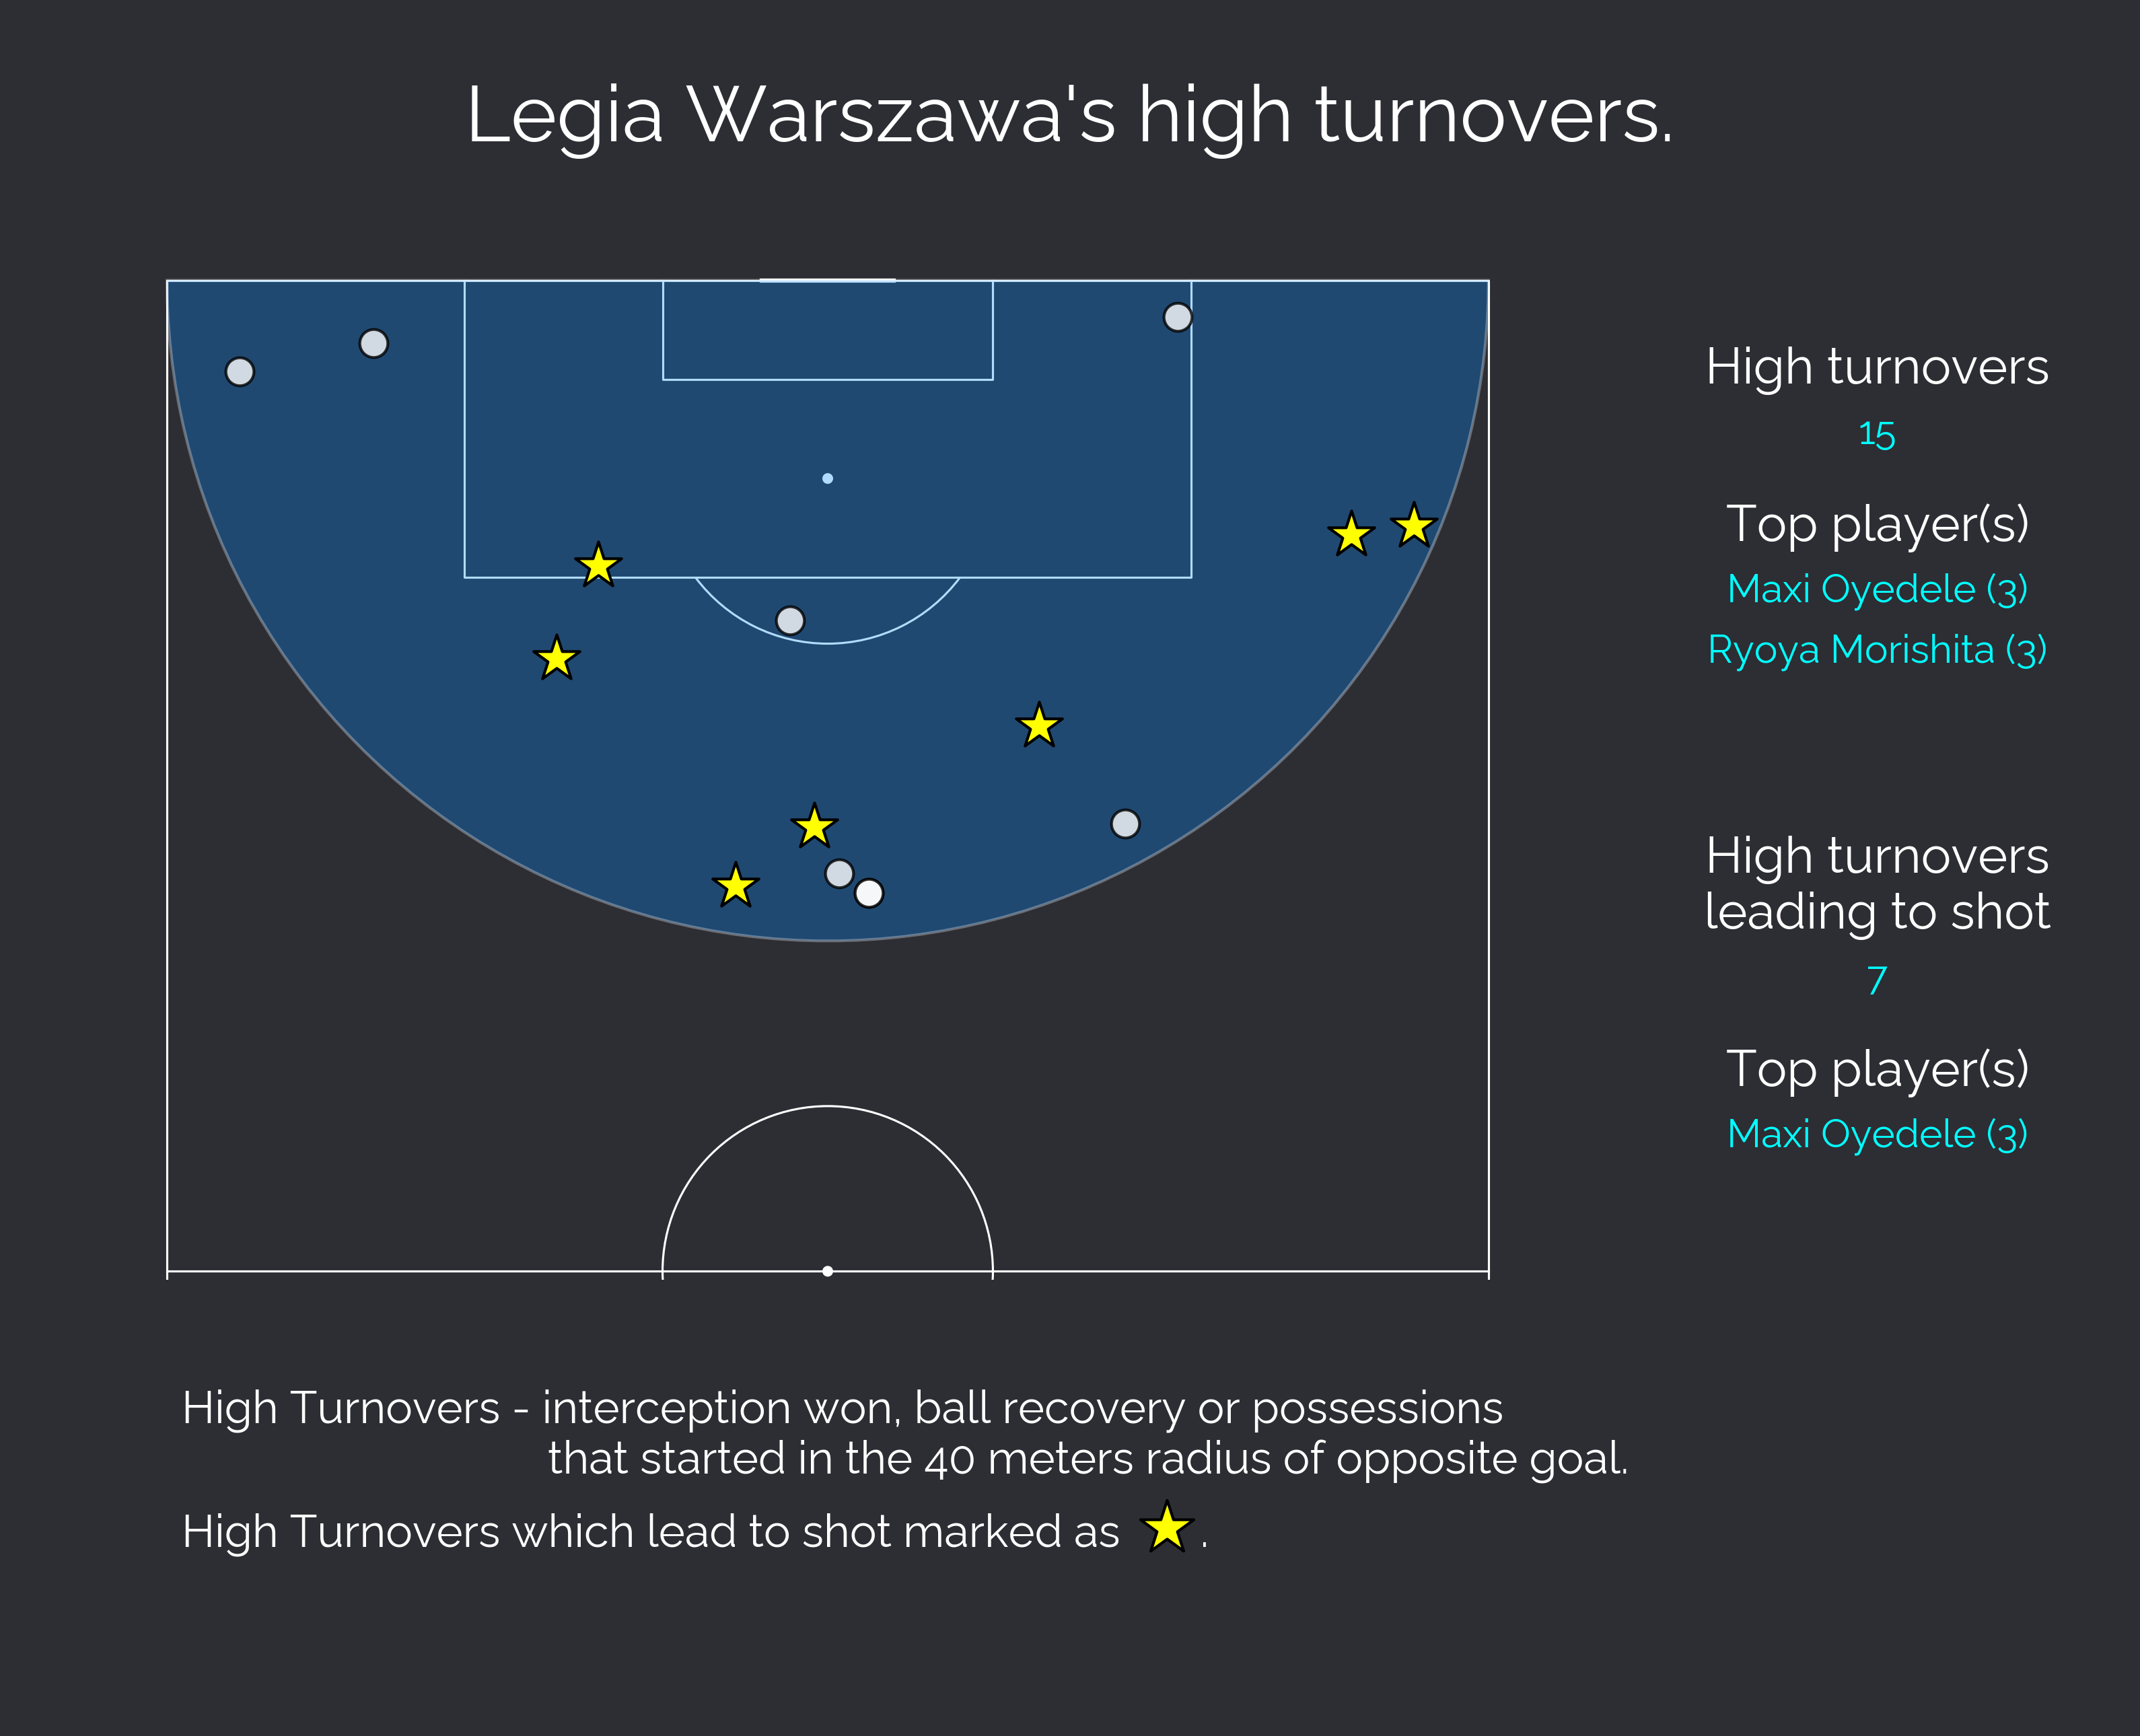 Legia Warszawa's high turnovers.
High turnovers
15
Top player(s)
Maxi Oyedele (3)
Ryoya Morishita (3)
High turnovers
leading to shot
7
Top player(s)
Maxi Oyedele (3)
High Turnovers - interception won, ball recovery or possessions
that started in the 40 meters radius of opposite goal.
High Turnovers which lead to shot marked as .